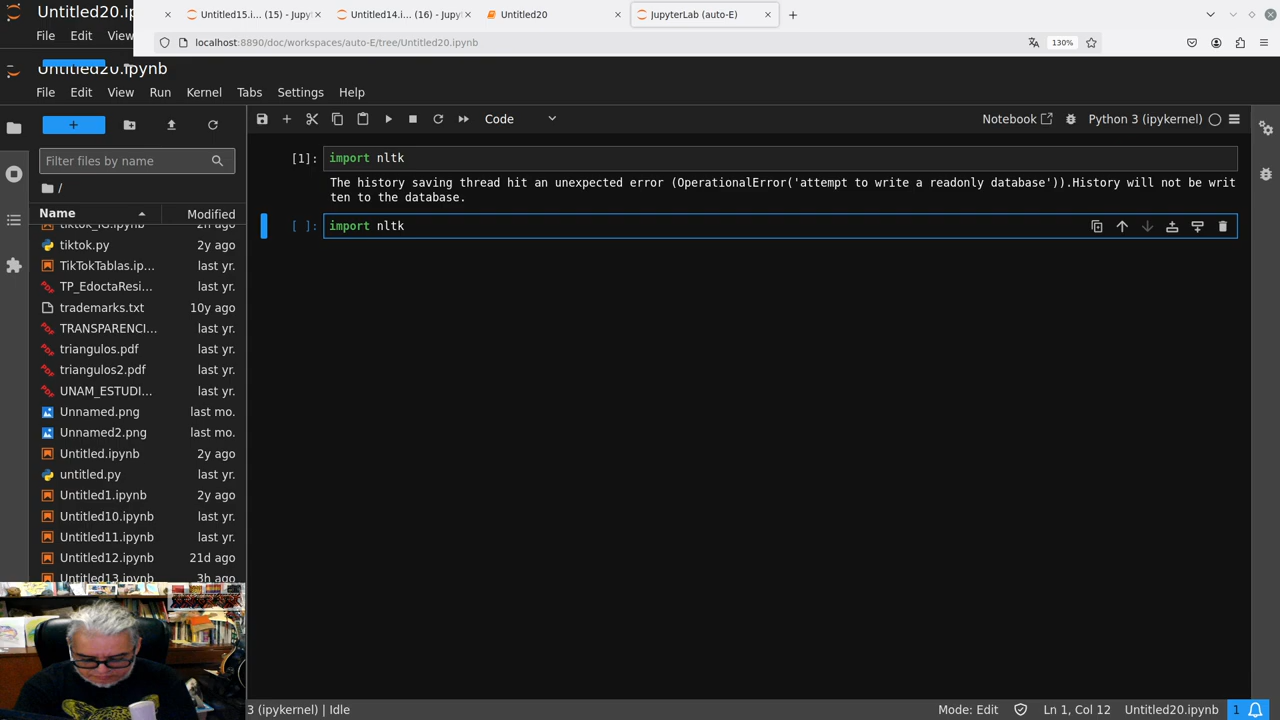 Untitled20.ip
File Edit View
Untitled15.i... (15) - Jupy
Untitled14.i... (16) - Jup
Untitled20
JupyterLab (auto-E)
localhost:8890/doc/workspaces/auto-E/tree/Untitled20.ipynb
130%
Untitled20.ipynb
File Edit View Run Kernel Tabs Settings Help
+
Code
Notebook
Python 3 (ipykernel)
Filter files by name
/
Name Modified
tiktok_IG.ipynb 2h ago
tiktok.py 2y ago
TikTokTablas.ip... last yr.
TP_EdoctaResi... last yr.
trademarks.txt 10y ago
TRANSPARENCI... last yr.
triangulos.pdf last yr.
triangulos2.pdf last yr.
UNAM_ESTUDI... last yr.
Unnamed.png last mo.
Unnamed2.png last mo.
Untitled.ipynb 2y ago
untitled.py last yr.
Untitled1.ipynb 2y ago
Untitled10.ipynb last yr.
Untitled11.ipynb last yr.
Untitled12.ipynb 21d ago
Untitled13.ipynb 3h ago
[1]: import nltk
The history saving thread hit an unexpected error (OperationalError('attempt to write a readonly database')).History will not be writ
ten to the database.
[ ]: import nltk
3 (ipykernel) | Idle
Mode: Edit
Ln 1, Col 12
Untitled20.ipynb
1